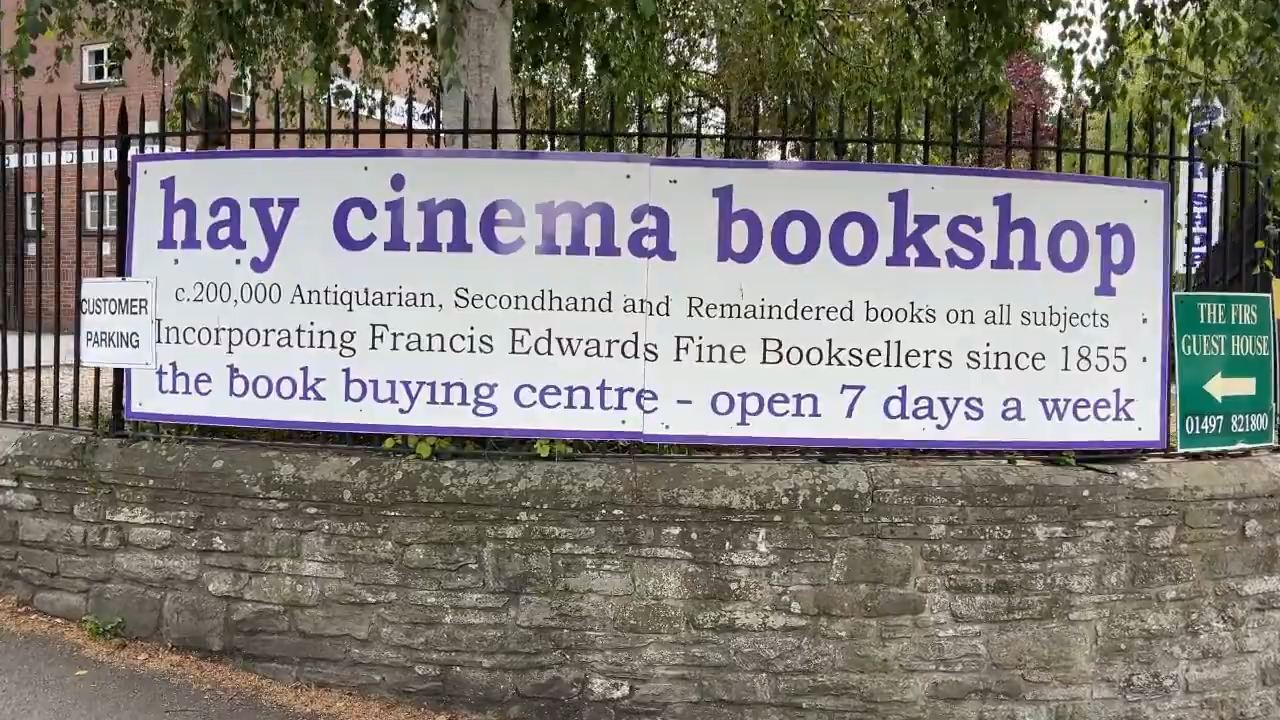 hay cinema bookshop
c.200,000 Antiquarian, Secondhand and Remaindered books on all subjects
Incorporating Francis Edwards Fine Booksellers since 1855
the book buying centre - open 7 days a week
CUSTOMER
PARKING
THE FIRS
GUEST HOUSE
01497 821800